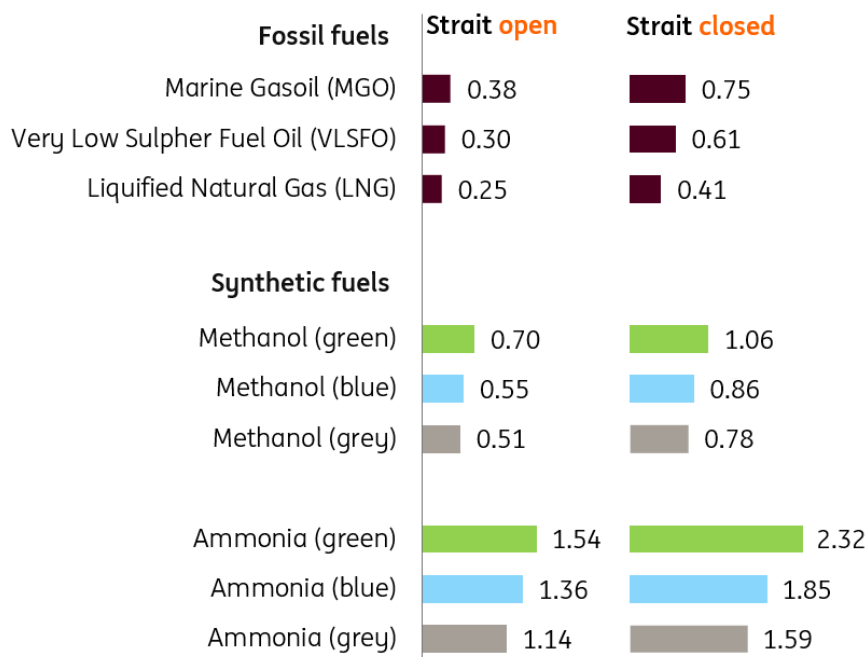 Fossil fuels Strait open Strait closed
Marine Gasoil (MGO) 0.38 0.75
Very Low Sulpher Fuel Oil (VLSFO) 0.30 0.61
Liquified Natural Gas (LNG) 0.25 0.41
Synthetic fuels
Methanol (green) 0.70 1.06
Methanol (blue) 0.55 0.86
Methanol (grey) 0.51 0.78
Ammonia (green) 1.54 2.32
Ammonia (blue) 1.36 1.85
Ammonia (grey) 1.14 1.59